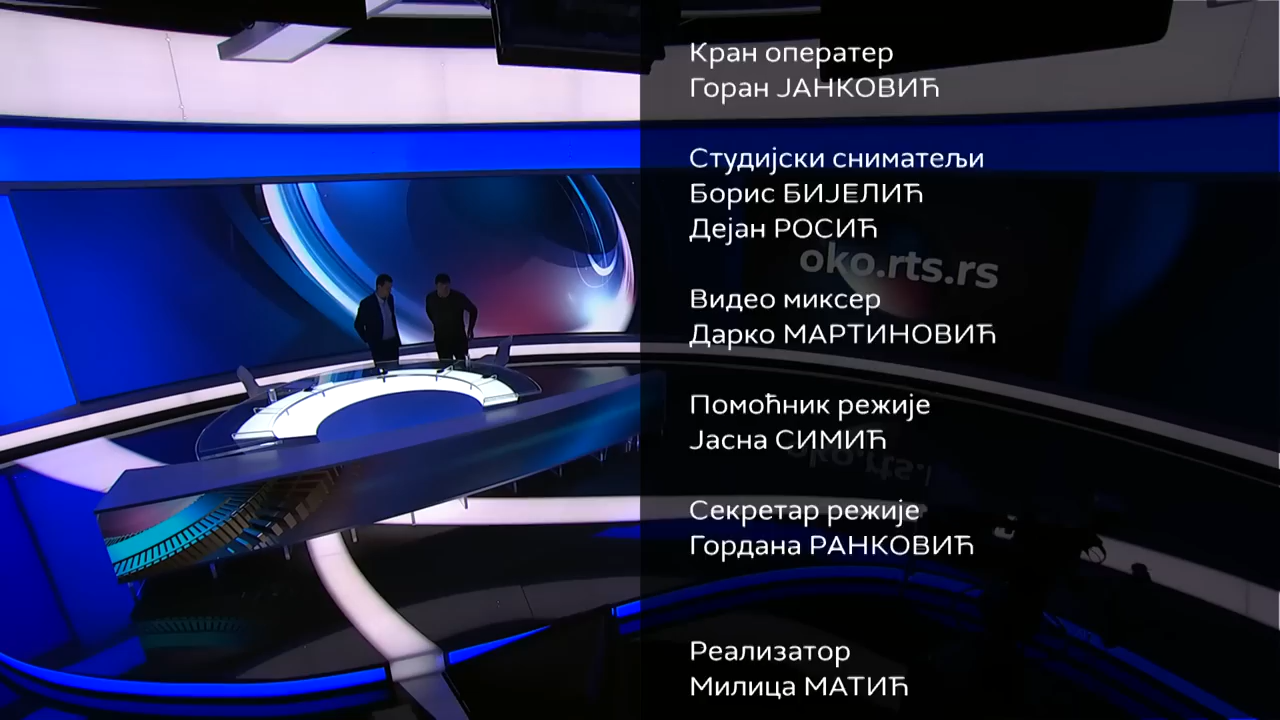 Кран оператер
Горан ЈАНКОВИЋ
Студијски сниматељи
Борис БИЈЕЛИЋ
Дејан РОСИЋ
oko.rts.rs
Видео миксер
Дарко МАРТИНОВИЋ
Помоћник режије
Јасна СИМИЋ
Секретар режије
Гордана РАНКОВИЋ
Реализатор
Милица МАТИЋ